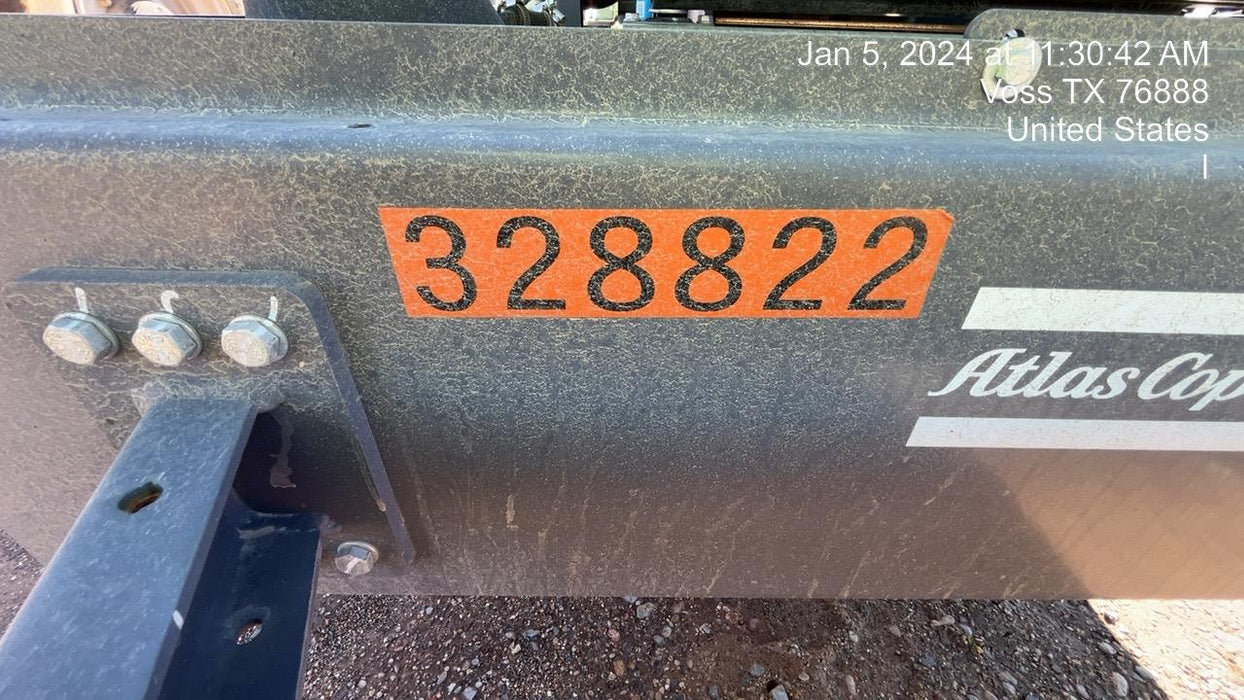 Jan 5, 2024 at 11:30:42 AM
Voss TX 76888
United States
328822
Atlas Cop